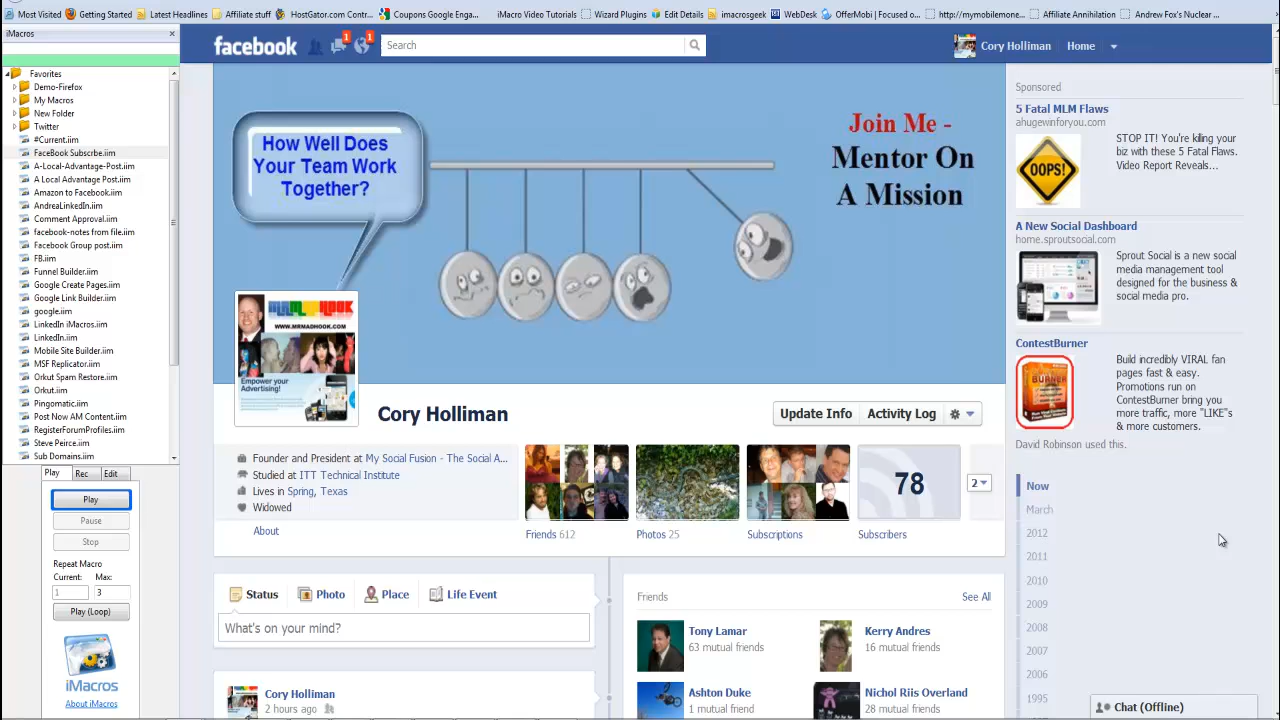 Most Visited
Getting Started
Latest Headlines
Affiliate siteground
HostGator.com Contr...
Coupons Google Enga...
iMacro Video Tutorials
Wizard Plugins
Edit Details
imacrosgeek
WebDesk
OfferMobi | Focused o...
http://mymobilemone...
Affiliate Annihilation
Andrew Fox's Nuclear ...
iMacros
Favorites
Demo-Firefox
My Macros
New Folder
Twitter
#Current.iim
FaceBook Subscrbe.iim
A-Local-Advantage-Post.iim
A Local Advantage Post.iim
Amazon to Facebook.iim
AndreaLinkedIn.iim
Comment Approval.iim
facebook-notes from file.iim
Facebook Group post.iim
FB.iim
Funnel Builder.iim
Google Create Pages.iim
Google Link Builder.iim
google.iim
LinkedIn iMacros.iim
LinkedIn.iim
Mobile Site Builder.iim
MSF Replicator.iim
Orkut Spam Restore.iim
Orkut.iim
Pingomatic.iim
Post Now AM Content.iim
RegisterForumProfiles.iim
Steve Peirce.iim
Sub Domains.iim
Play Rec Edit
Play
Pause
Stop
Repeat Macro
Current: Max:
1 3
Play (Loop)
iMacros
About iMacros
facebook
1 1
Search
Cory Holliman Home
How Well Does
Your Team Work
Together?
Join Me -
Mentor On
A Mission
WWW.MRMADHOOK.COM
Empower your
Advertising!
Cory Holliman
Update Info Activity Log
Founder and President at My Social Fusion - The Social A...
Studied at ITT Technical Institute
Lives in Spring, Texas
Widowed
About
78
2
Friends 612
Photos 25
Subscriptions
Subscribers
Status Photo Place Life Event
What's on your mind?
Cory Holliman
2 hours ago
Friends See All
Tony Lamar
63 mutual friends
Kerry Andres
16 mutual friends
Ashton Duke
1 mutual friend
Nichol Riis Overland
28 mutual friends
Sponsored
5 Fatal MLM Flaws
ahugewinforyou.com
OOPS!
STOP IT! You're killing your
biz with these 5 Fatal Flaws.
Video Report Reveals...
A New Social Dashboard
home.sproutsocial.com
Sprout Social is a new social
media management tool
designed for the business &
social media pro.
ContestBurner
Build incredibly VIRAL fan
pages fast & easy.
Promotions run on
ContestBurner bring you
more traffic, more "LIKE"s
& more customers.
David Robinson used this.
Now
March
2012
2011
2010
2009
2008
2007
2006
1995
Chat (Offline)